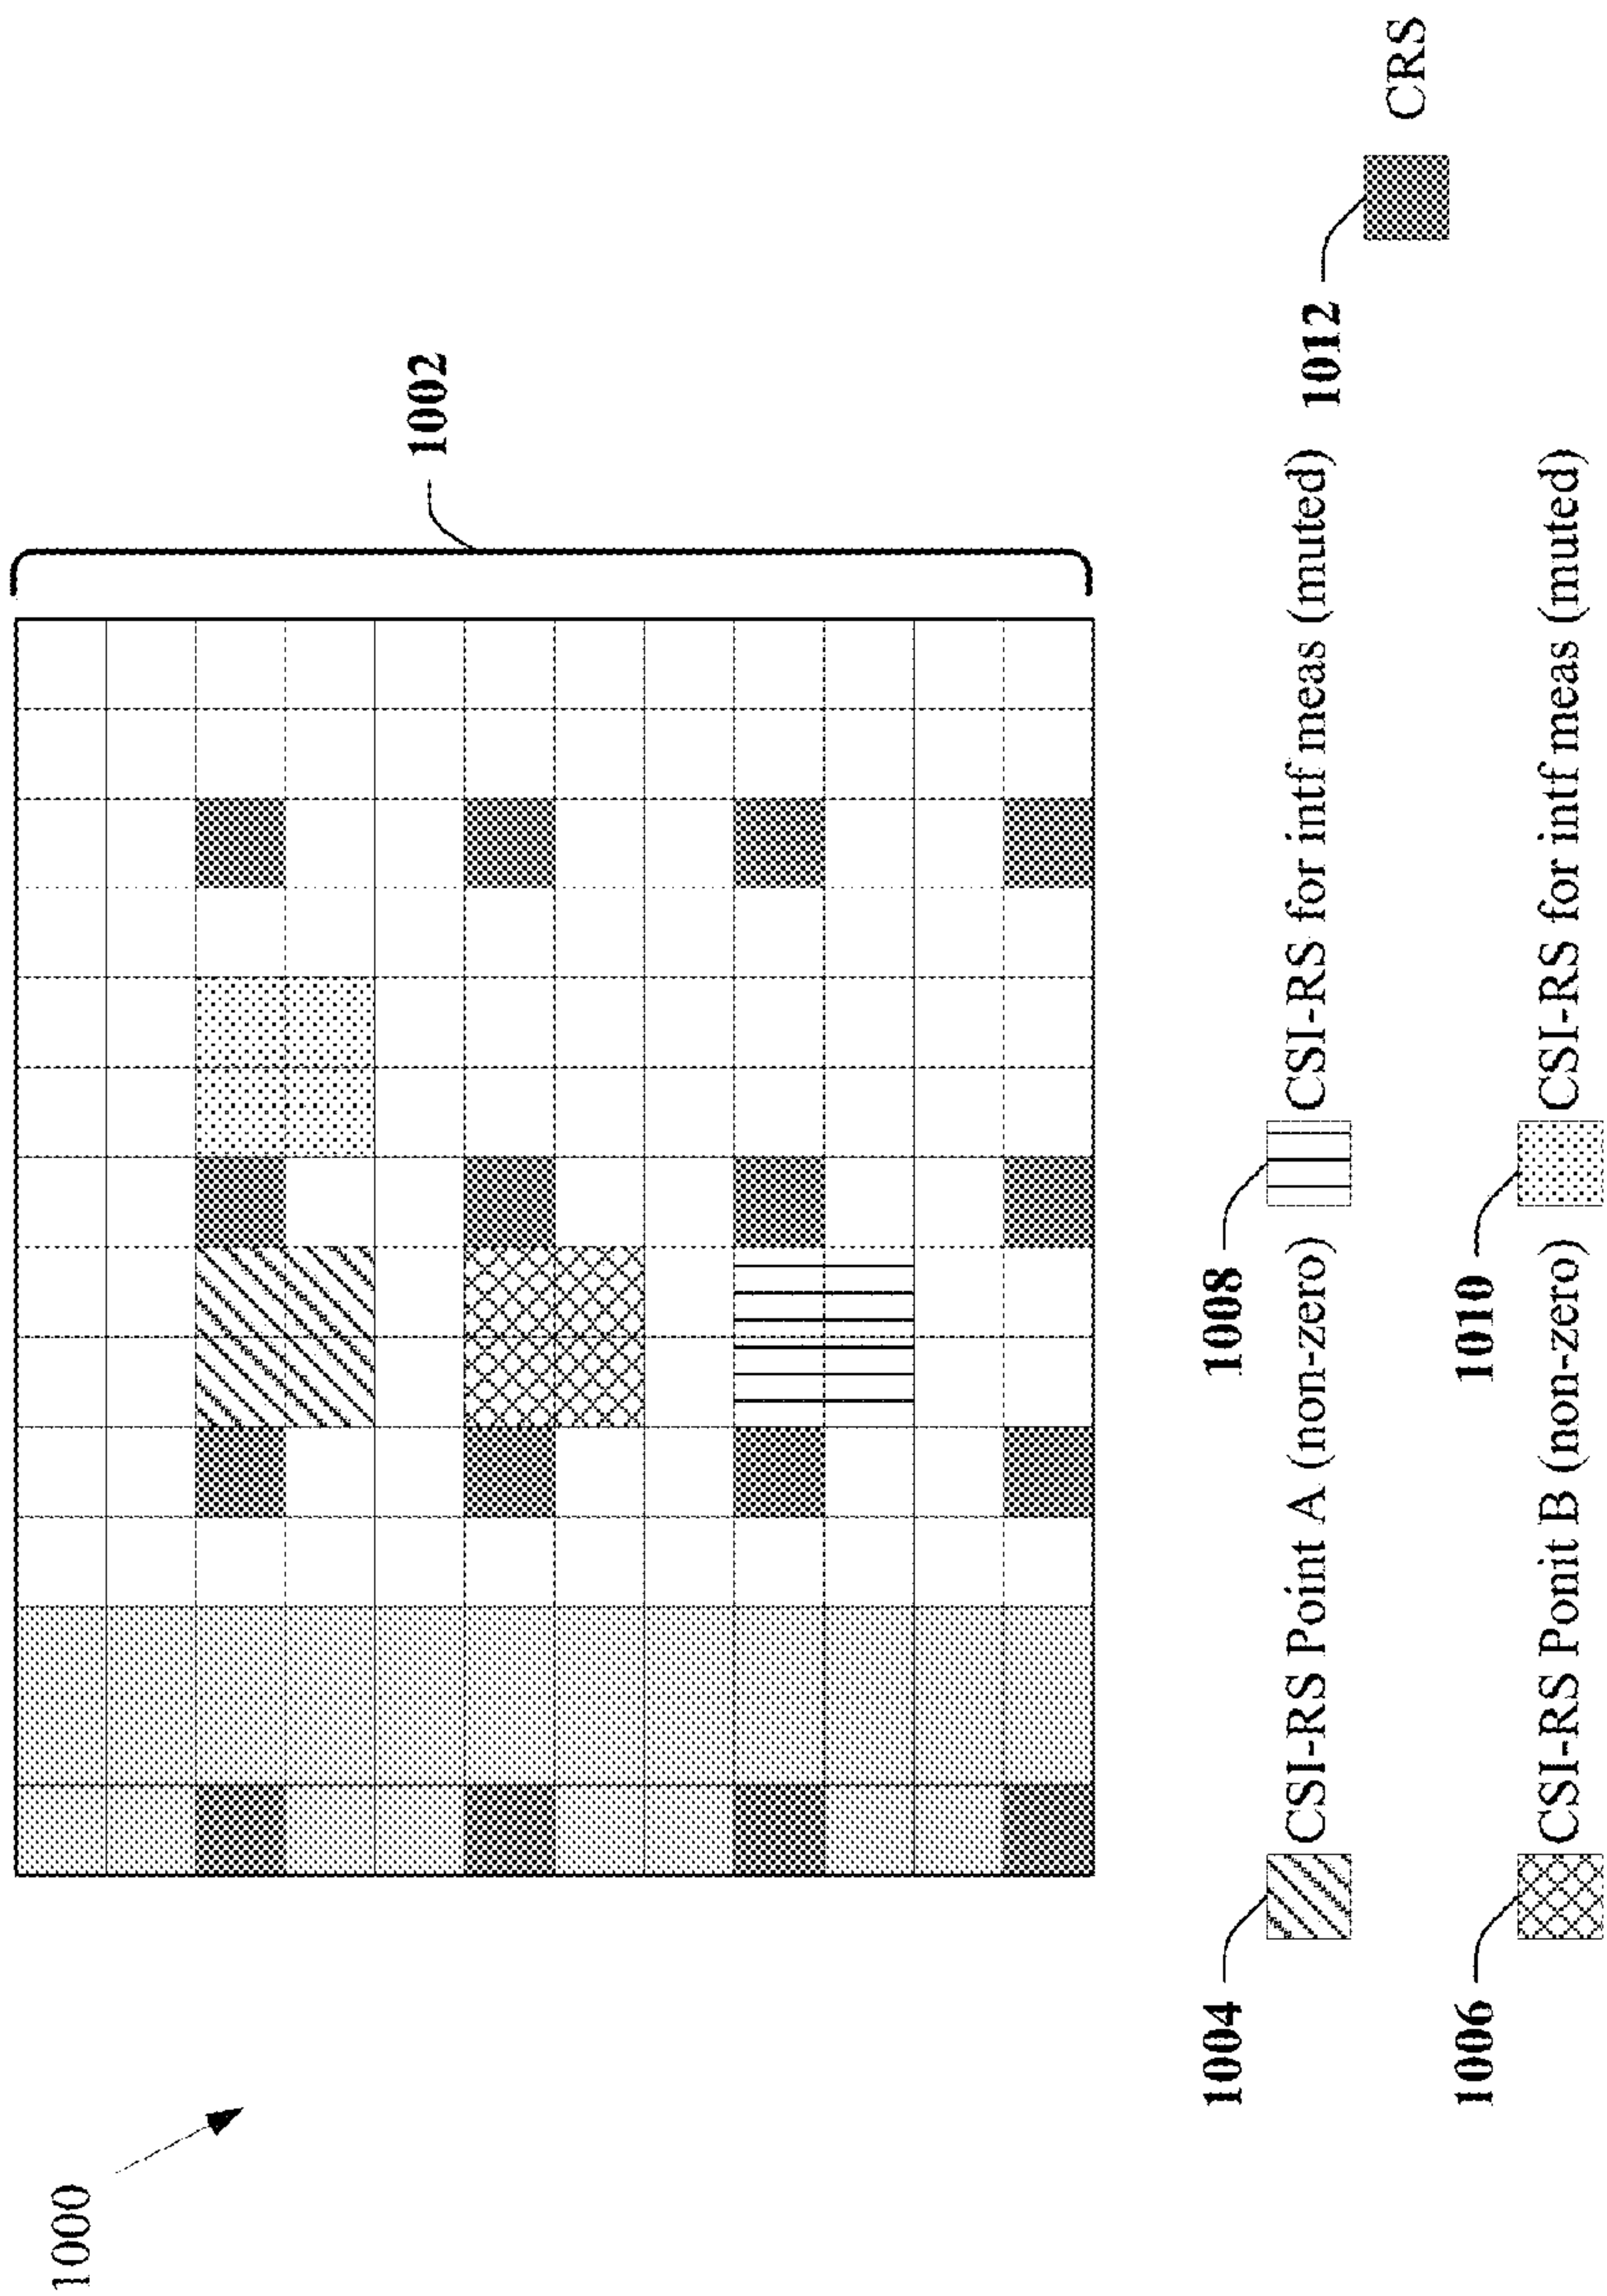 1000
1002
1004
CSI-RS Point A (non-zero)
1008
CSI-RS for intf meas (muted)
1012
CRS
1006
CSI-RS Ponit B (non-zero)
1010
CSI-RS for intf meas (muted)